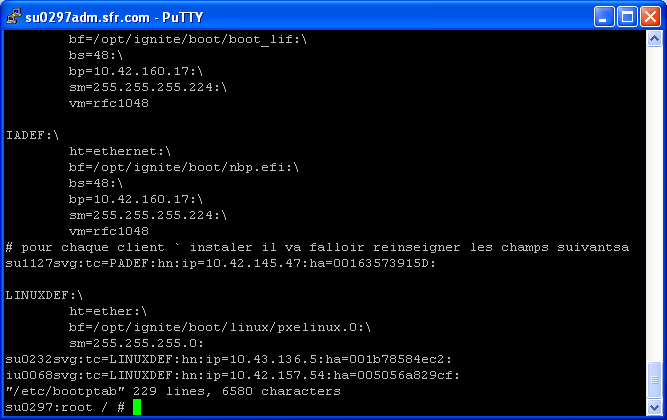 su0297adm.sfr.com - PuTTY
bf=/opt/ignite/boot/boot_lif:\
bs=48:\
bp=10.42.160.17:\
sm=255.255.255.224:\
vm=rfc1048
IADEF:\
ht=ethernet:\
bf=/opt/ignite/boot/nbp.efi:\
bs=48:\
bp=10.42.160.17:\
sm=255.255.255.224:\
vm=rfc1048
# pour chaque client ` instaler il va falloir reinseigner les champs suivantsa
su1127svg:tc=PADEF:hn:ip=10.42.145.47:ha=00163573915D:
LINUXDEF:\
ht=ether:\
bf=/opt/ignite/boot/linux/pxelinux.0:\
sm=255.255.255.0:
su0232svg:tc=LINUXDEF:hn:ip=10.43.136.5:ha=001b78584ec2:
iu0068svg:tc=LINUXDEF:hn:ip=10.42.157.54:ha=005056a829cf:
"/etc/bootptab" 229 lines, 6580 characters
su0297:root / #